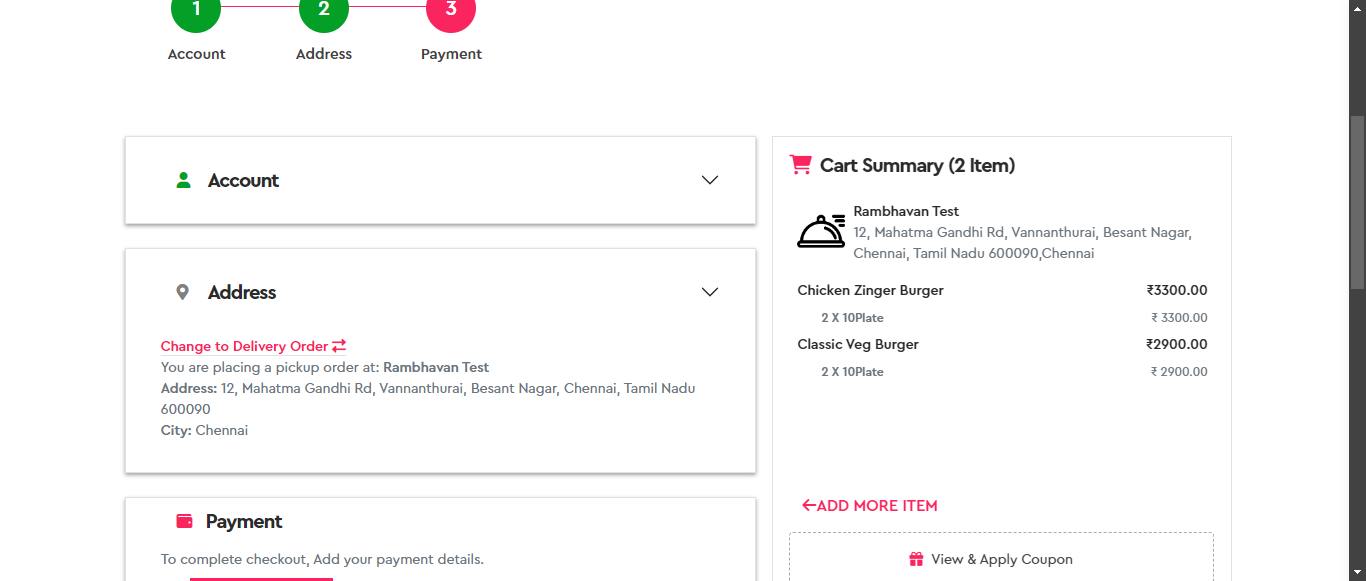 1 2 3
Account Address Payment
Account
Address
Change to Delivery Order
You are placing a pickup order at: Rambhavan Test
Address: 12, Mahatma Gandhi Rd, Vannanthurai, Besant Nagar, Chennai, Tamil Nadu
600090
City: Chennai
Payment
To complete checkout, Add your payment details.
Cart Summary (2 Item)
Rambhavan Test
12, Mahatma Gandhi Rd, Vannanthurai, Besant Nagar,
Chennai, Tamil Nadu 600090,Chennai
Chicken Zinger Burger ₹3300.00
2 X 10Plate ₹ 3300.00
Classic Veg Burger ₹2900.00
2 X 10Plate ₹ 2900.00
ADD MORE ITEM
View & Apply Coupon